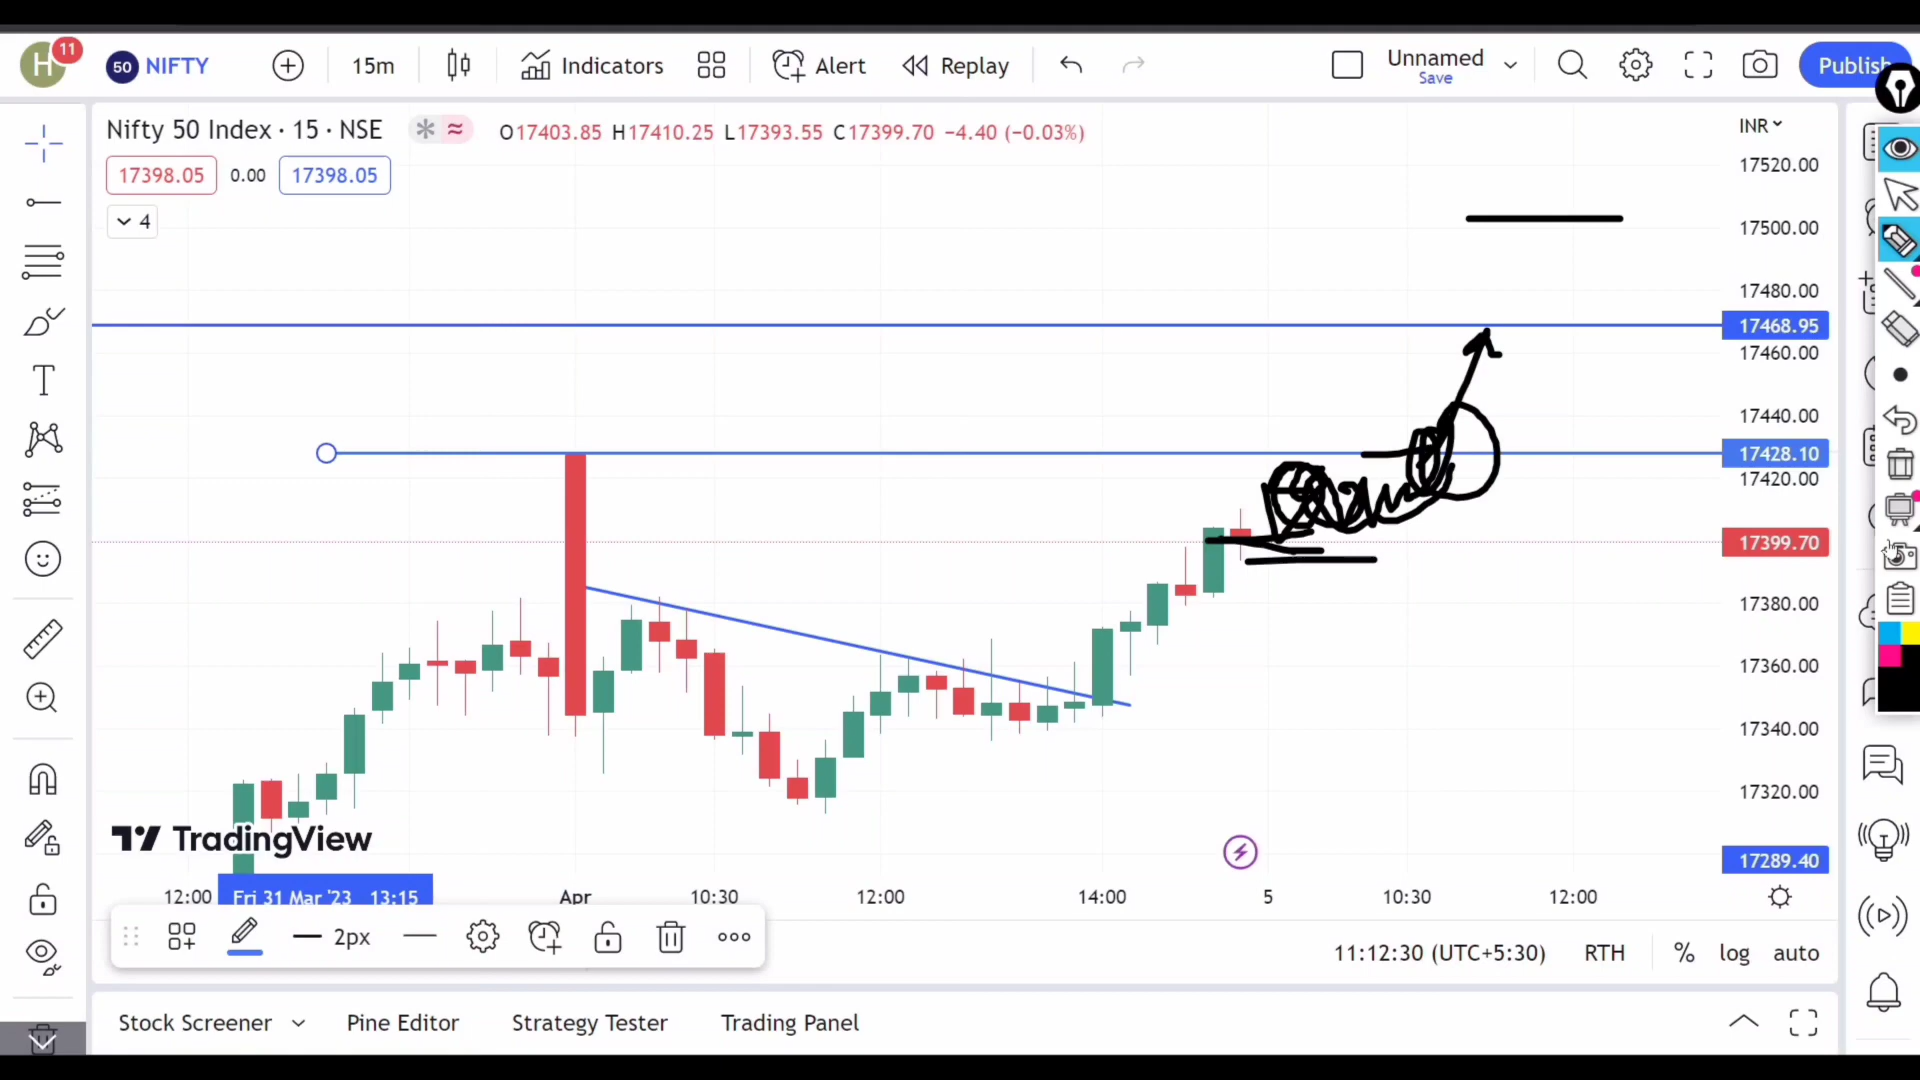 H 11 50 NIFTY 15m Indicators Alert Replay Unnamed Save Publish
Nifty 50 Index · 15 · NSE O17403.85 H17410.25 L17393.55 C17399.70 −4.40 (−0.03%) INR
17398.05 0.00 17398.05
4
17520.00
17500.00
17480.00
17468.95
17460.00
17440.00
17428.10
17420.00
17399.70
17380.00
17360.00
17340.00
17320.00
17289.40
TradingView
12:00 Fri 31 Mar '23 13:15 Apr 10:30 12:00 14:00 5 10:30 12:00
2px
11:12:30 (UTC+5:30) RTH % log auto
Stock Screener Pine Editor Strategy Tester Trading Panel